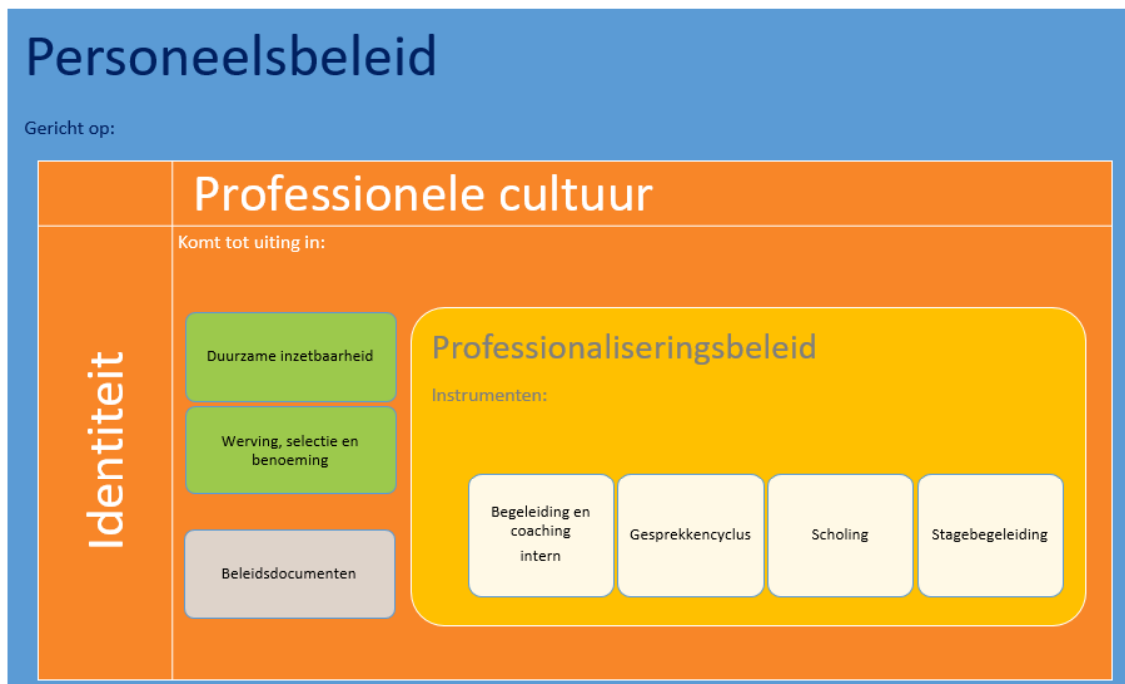 Personeelsbeleid
Gericht op:
Professionele cultuur
Identiteit
Komt tot uiting in:
Duurzame inzetbaarheid
Werving, selectie en
benoeming
Beleidsdocumenten
Professionaliseringsbeleid
Instrumenten:
Begeleiding en
coaching
intern
Gesprekkencyclus
Scholing
Stagebegeleiding